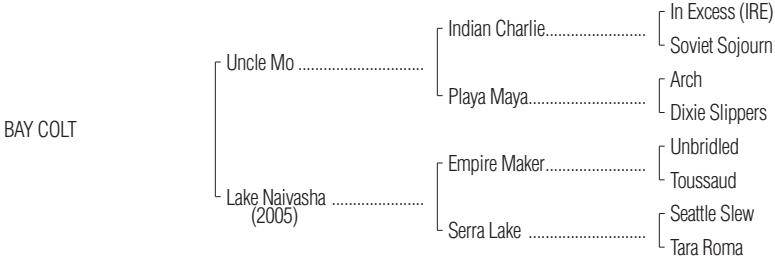 In Excess (IRE)
Indian Charlie.......................
Soviet Sojourn
Uncle Mo ............................
Arch
Playa Maya...........................
Dixie Slippers
BAY COLT
Unbridled
Empire Maker.......................
Toussaud
Lake Naivasha ....................
(2005)
Seattle Slew
Serra Lake ..........................
Tara Roma